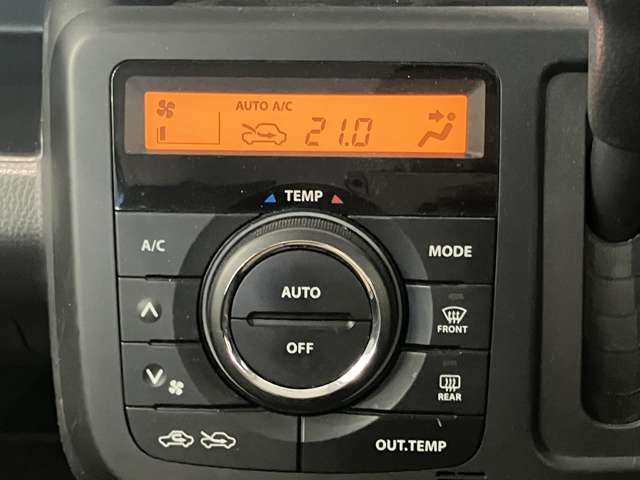 AUTO A/C
21.0
TEMP
A/C
MODE
AUTO
OFF
FRONT
REAR
OUT.TEMP